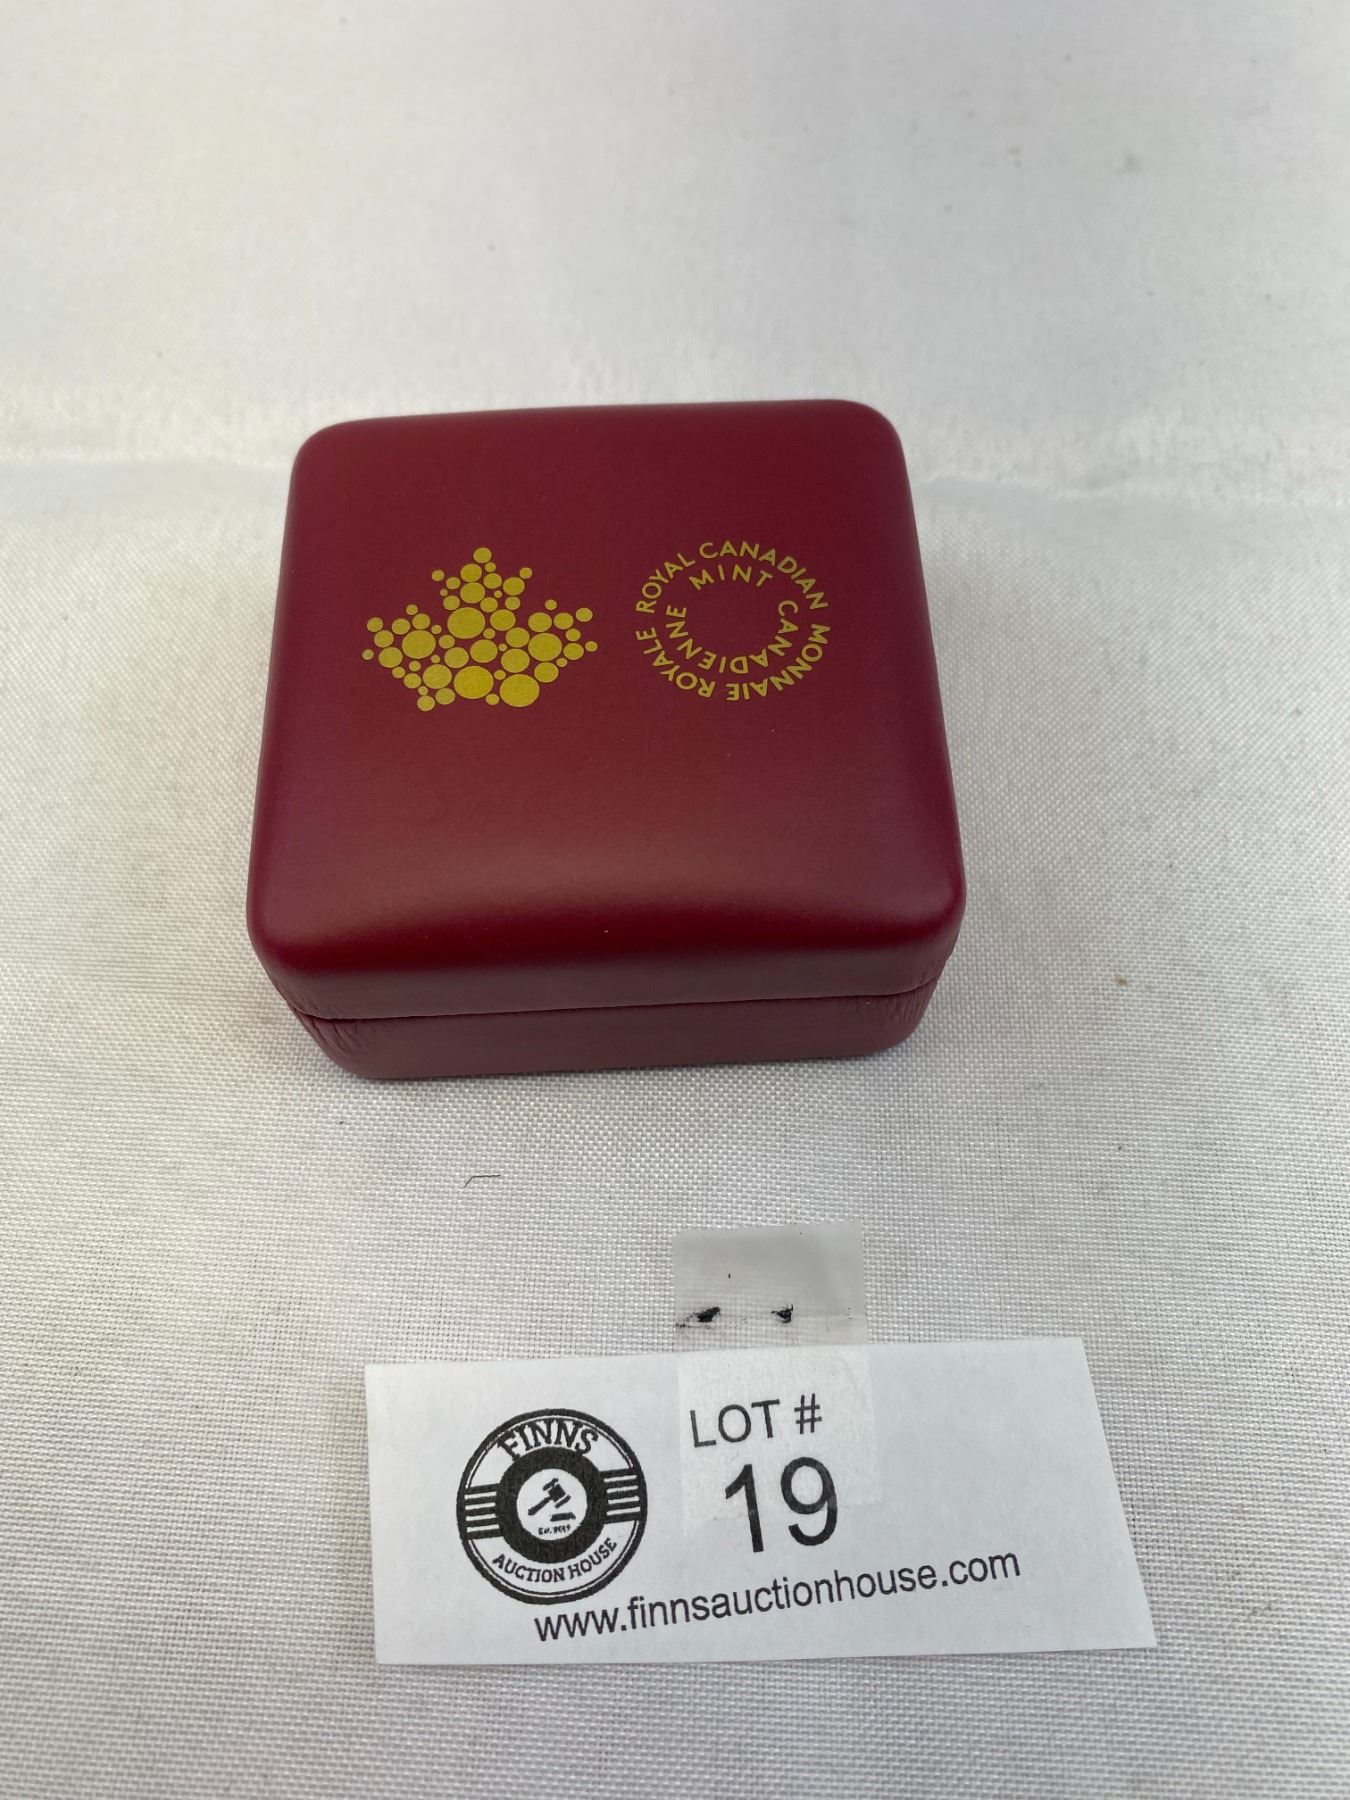 ROYAL CANADIAN MINT
MONNAIE ROYALE CANADIENNE
FINNS
AUCTION HOUSE
LOT #
19
www.finnsauctionhouse.com